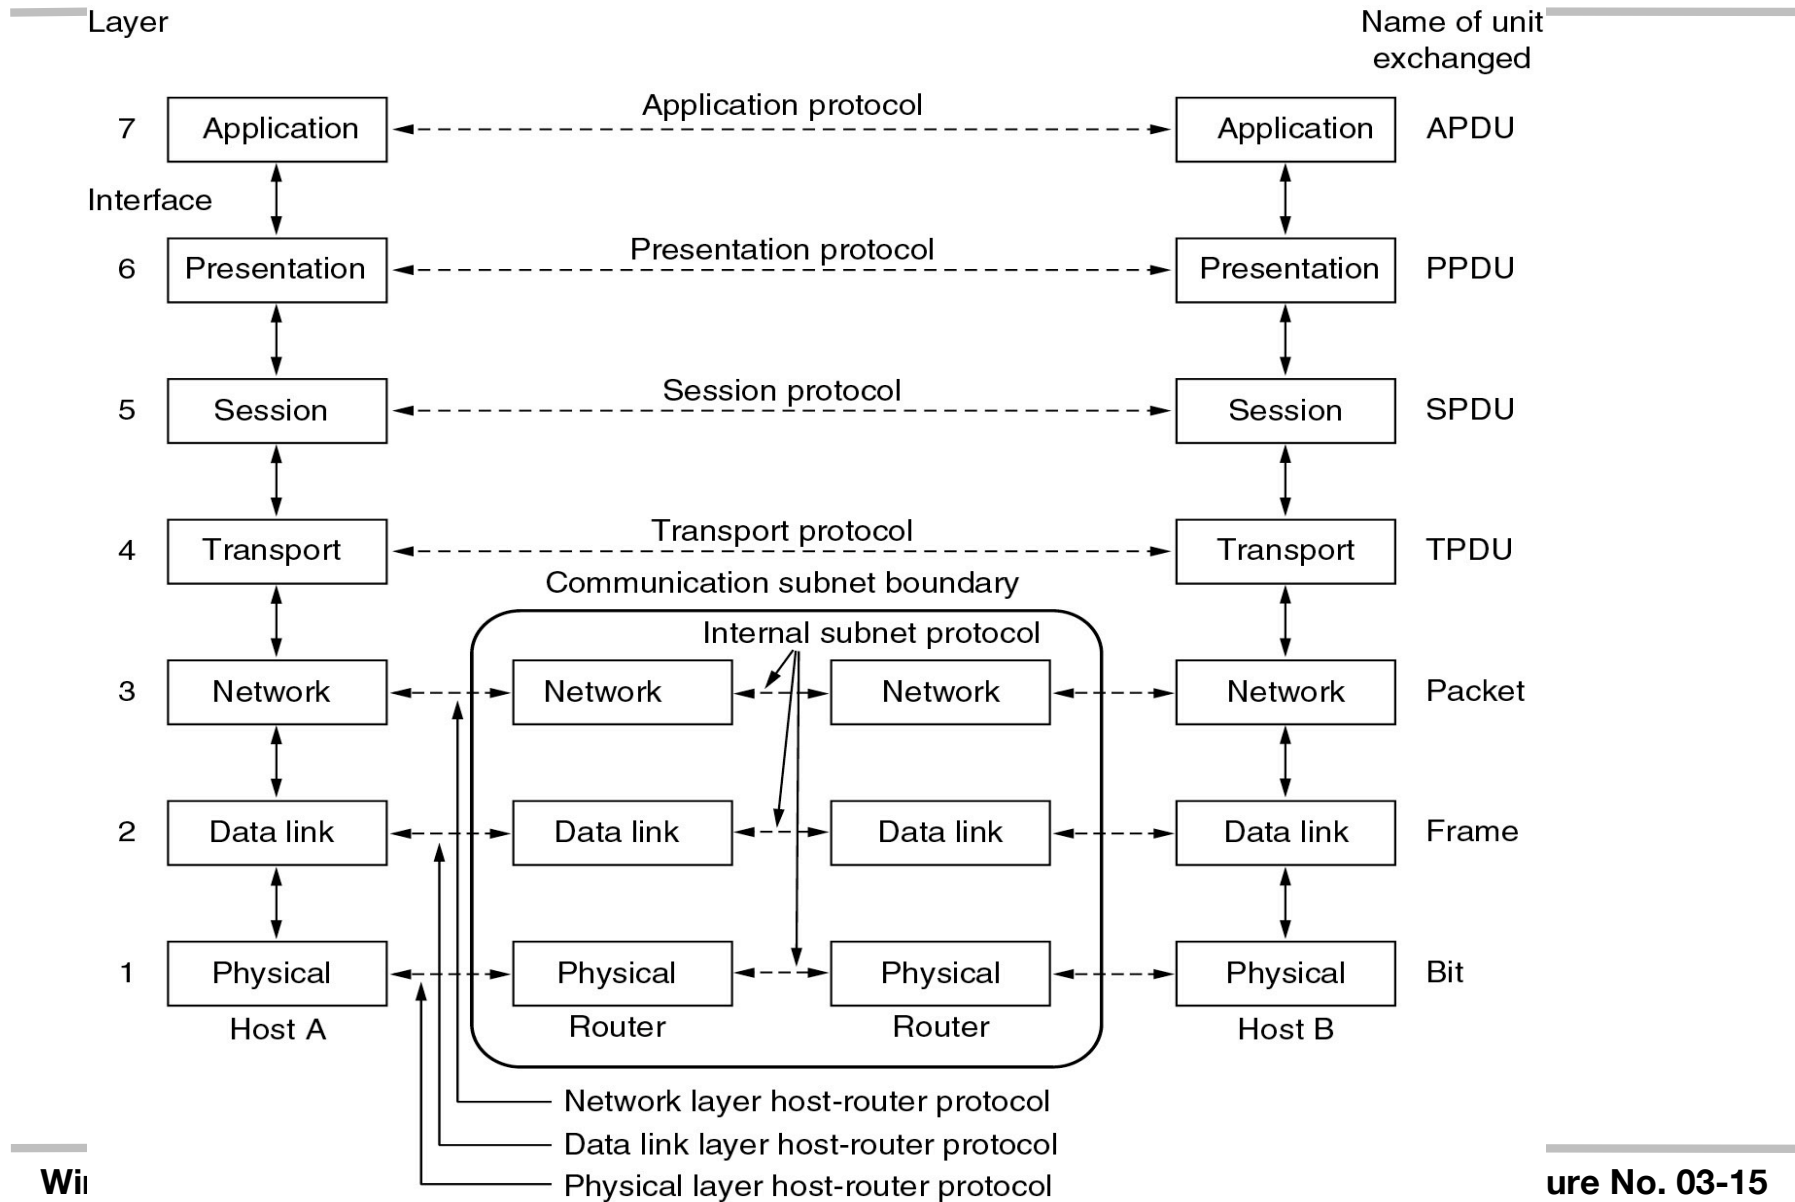 Layer
Name of unit
exchanged
Application protocol
7 Application Application APDU
Interface
Presentation protocol
6 Presentation Presentation PPDU
Session protocol
5 Session Session SPDU
Transport protocol
4 Transport Transport TPDU
Communication subnet boundary
Internal subnet protocol
3 Network Network Network Network Packet
2 Data link Data link Data link Data link Frame
1 Physical Physical Physical Physical Bit
Host A Router Router Host B
Network layer host-router protocol
Data link layer host-router protocol
Physical layer host-router protocol
ure No. 03-15